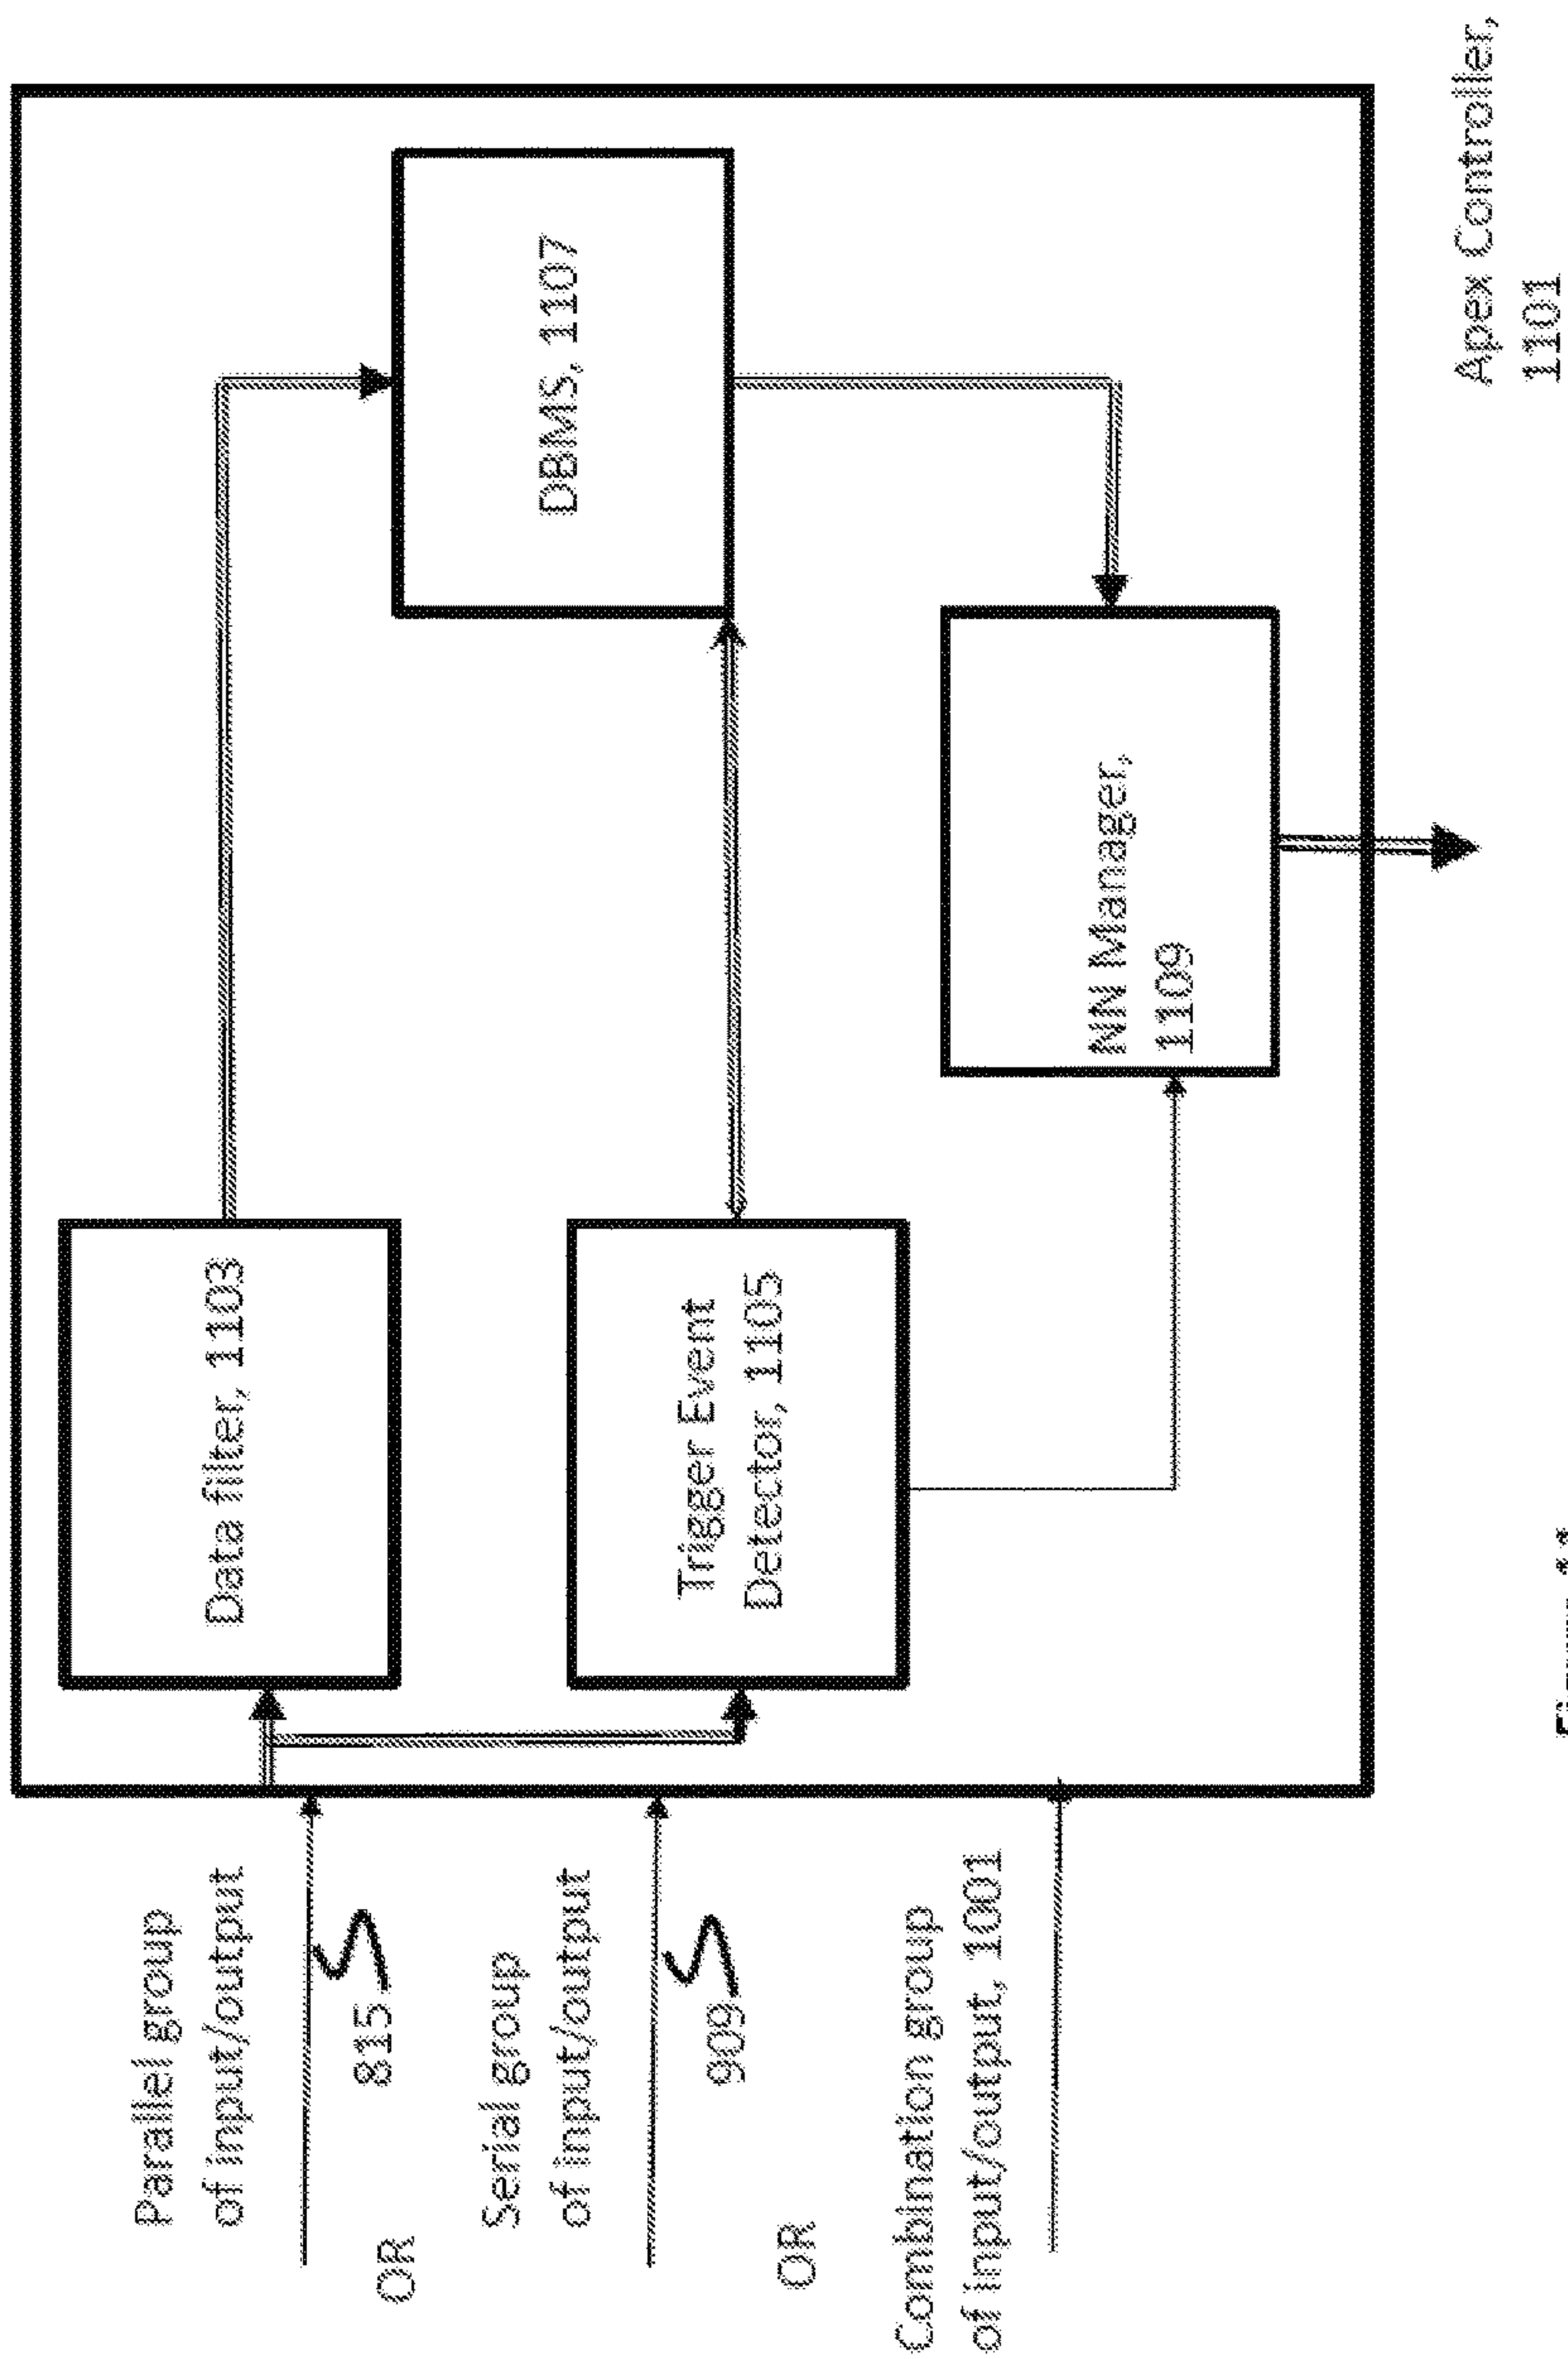 Parallel group
of input/output
815
OR
Serial group
of input/output
909
OR
Combination group
of input/output, 1001
Data filter, 1103
Trigger Event
Detector, 1105
DBMS, 1107
NN Manager,
1109
Apex Controller,
1101